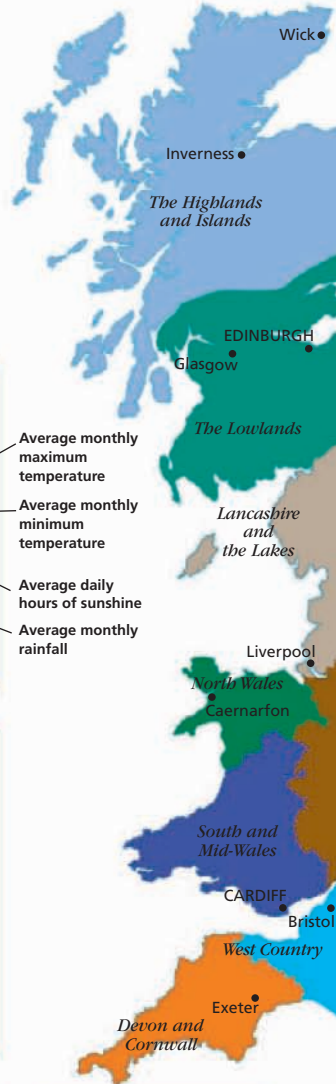 Wick
Inverness
The Highlands
and Islands
EDINBURGH
Glasgow
The Lowlands
Average monthly
maximum
temperature
Average monthly
minimum
temperature
Average daily
hours of sunshine
Average monthly
rainfall
Lancashire
and
the Lakes
Liverpool
North Wales
Caernarfon
South and
Mid-Wales
CARDIFF
Bristol
West Country
Exeter
Devon and
Cornwall